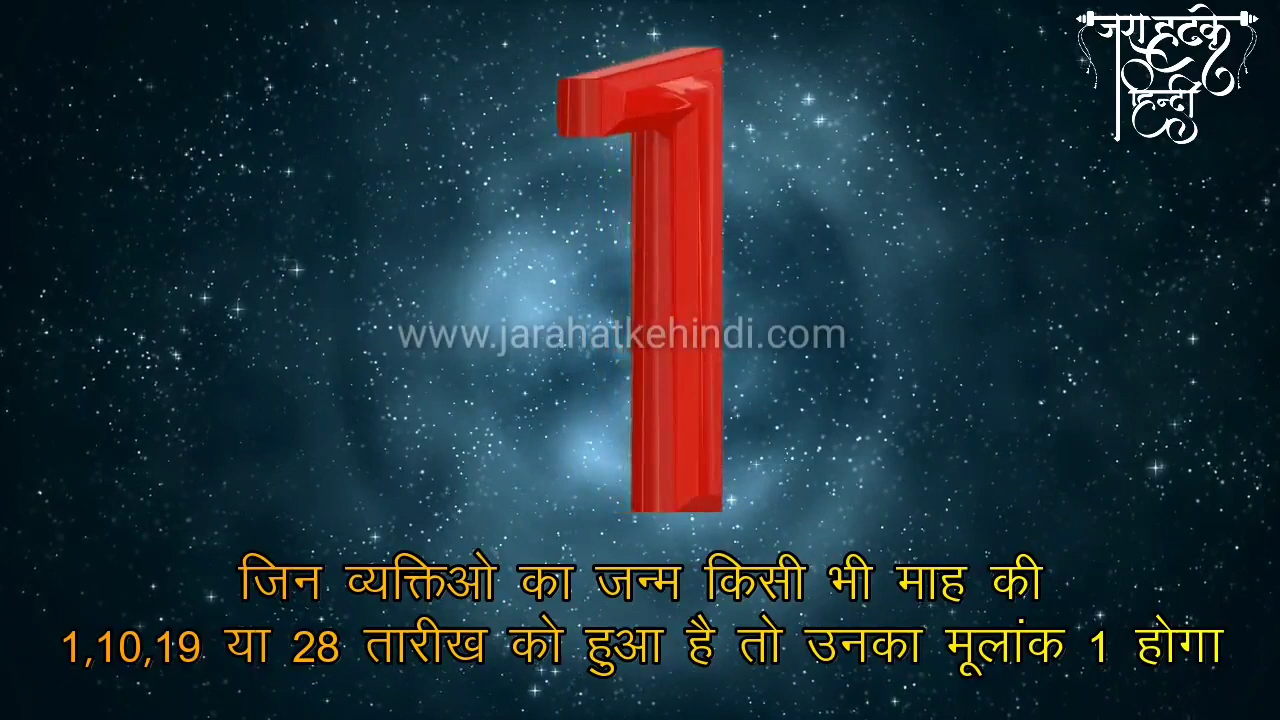 जरा हटके
हिन्दी
1
www.jarahatkehindi.com
जिन व्यक्तिओ का जन्म किसी भी माह की
1,10,19 या 28 तारीख को हुआ है तो उनका मूलांक 1 होगा